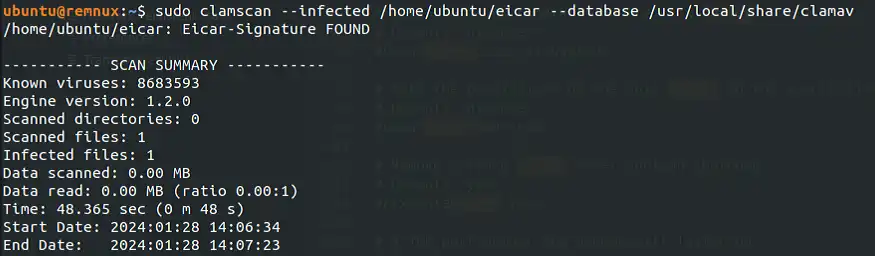 ubuntu@remnux:~$ sudo clamscan --infected /home/ubuntu/eicar --database /usr/local/share/clamav
/home/ubuntu/eicar: Eicar-Signature FOUND
----------- SCAN SUMMARY -----------
Known viruses: 8683593
Engine version: 1.2.0
Scanned directories: 0
Scanned files: 1
Infected files: 1
Data scanned: 0.00 MB
Data read: 0.00 MB (ratio 0.00:1)
Time: 48.365 sec (0 m 48 s)
Start Date: 2024:01:28 14:06:34
End Date:   2024:01:28 14:07:23